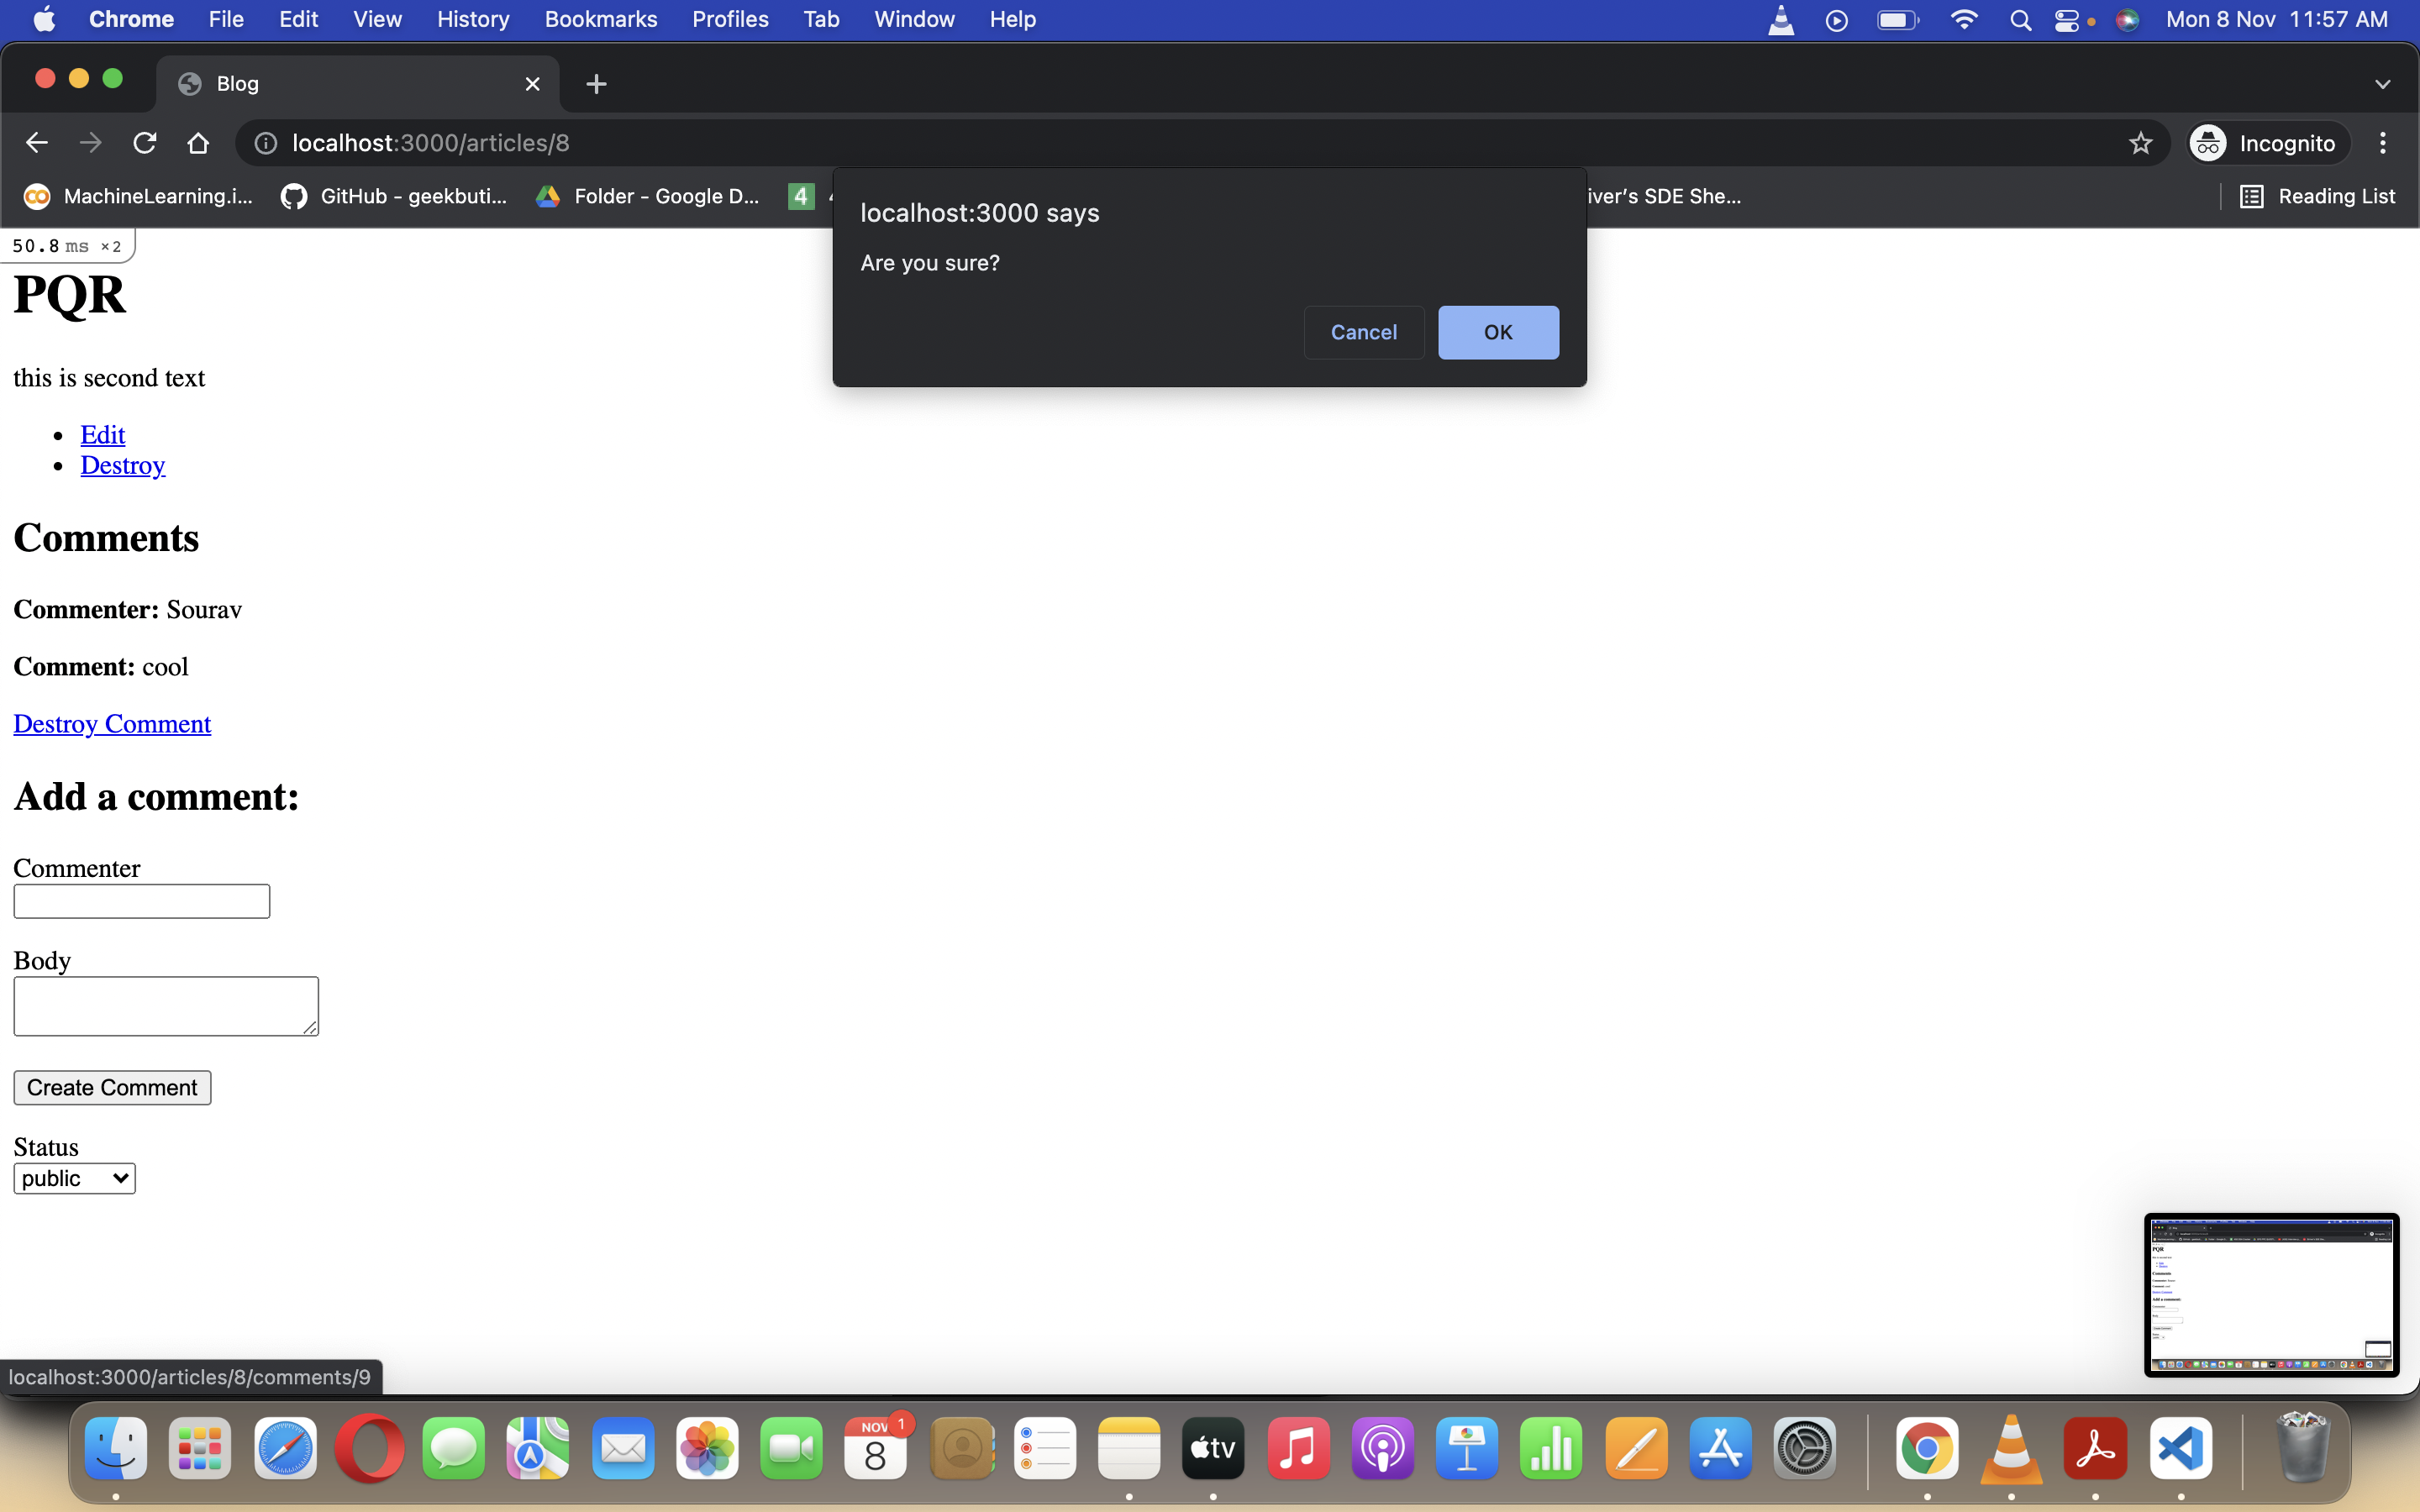 Chrome File Edit View History Bookmarks Profiles Tab Window Help Mon 8 Nov 11:57 AM
Blog
localhost:3000/articles/8 Incognito
MachineLearning.i... GitHub - geekbuti... Folder - Google D... 4 iver's SDE She... Reading List
localhost:3000 says
Are you sure?
Cancel OK
50.8 ms ×2
PQR
this is second text
Edit
Destroy
Comments
Commenter: Sourav
Comment: cool
Destroy Comment
Add a comment:
Commenter
Body
Create Comment
Status
public
localhost:3000/articles/8/comments/9
NOV 1
8
tv